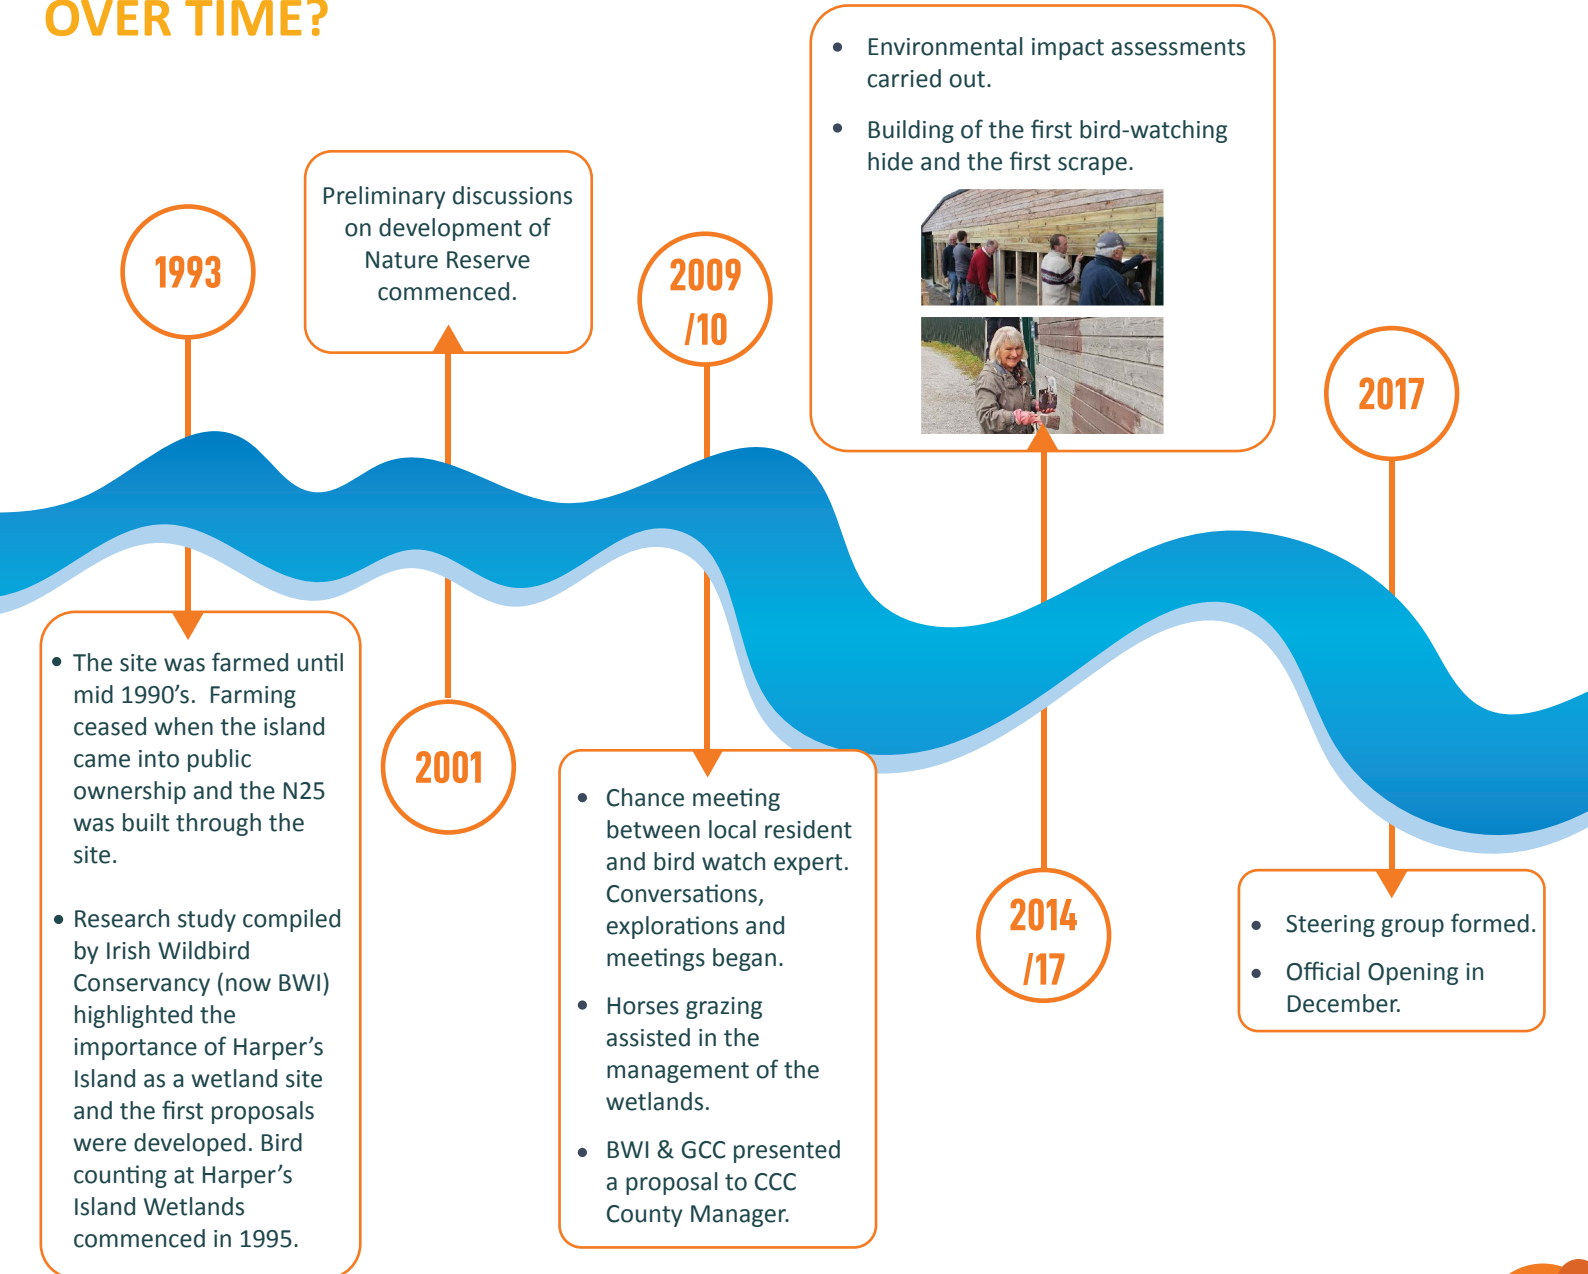 OVER TIME?
1993
The site was farmed until
mid 1990's.  Farming
ceased when the island
came into public
ownership and the N25
was built through the
site.
Research study compiled
by Irish Wildbird
Conservancy (now BWI)
highlighted the
importance of Harper’s
Island as a wetland site
and the first proposals
were developed. Bird
counting at Harper’s
Island Wetlands
commenced in 1995.
Preliminary discussions
on development of
Nature Reserve
commenced.
2001
2009
/10
Chance meeting
between local resident
and bird watch expert.
Conversations,
explorations and
meetings began.
Horses grazing
assisted in the
management of the
wetlands.
BWI & GCC presented
a proposal to CCC
County Manager.
Environmental impact assessments
carried out.
Building of the first bird-watching
hide and the first scrape.
2014
/17
2017
Steering group formed.
Official Opening in
December.